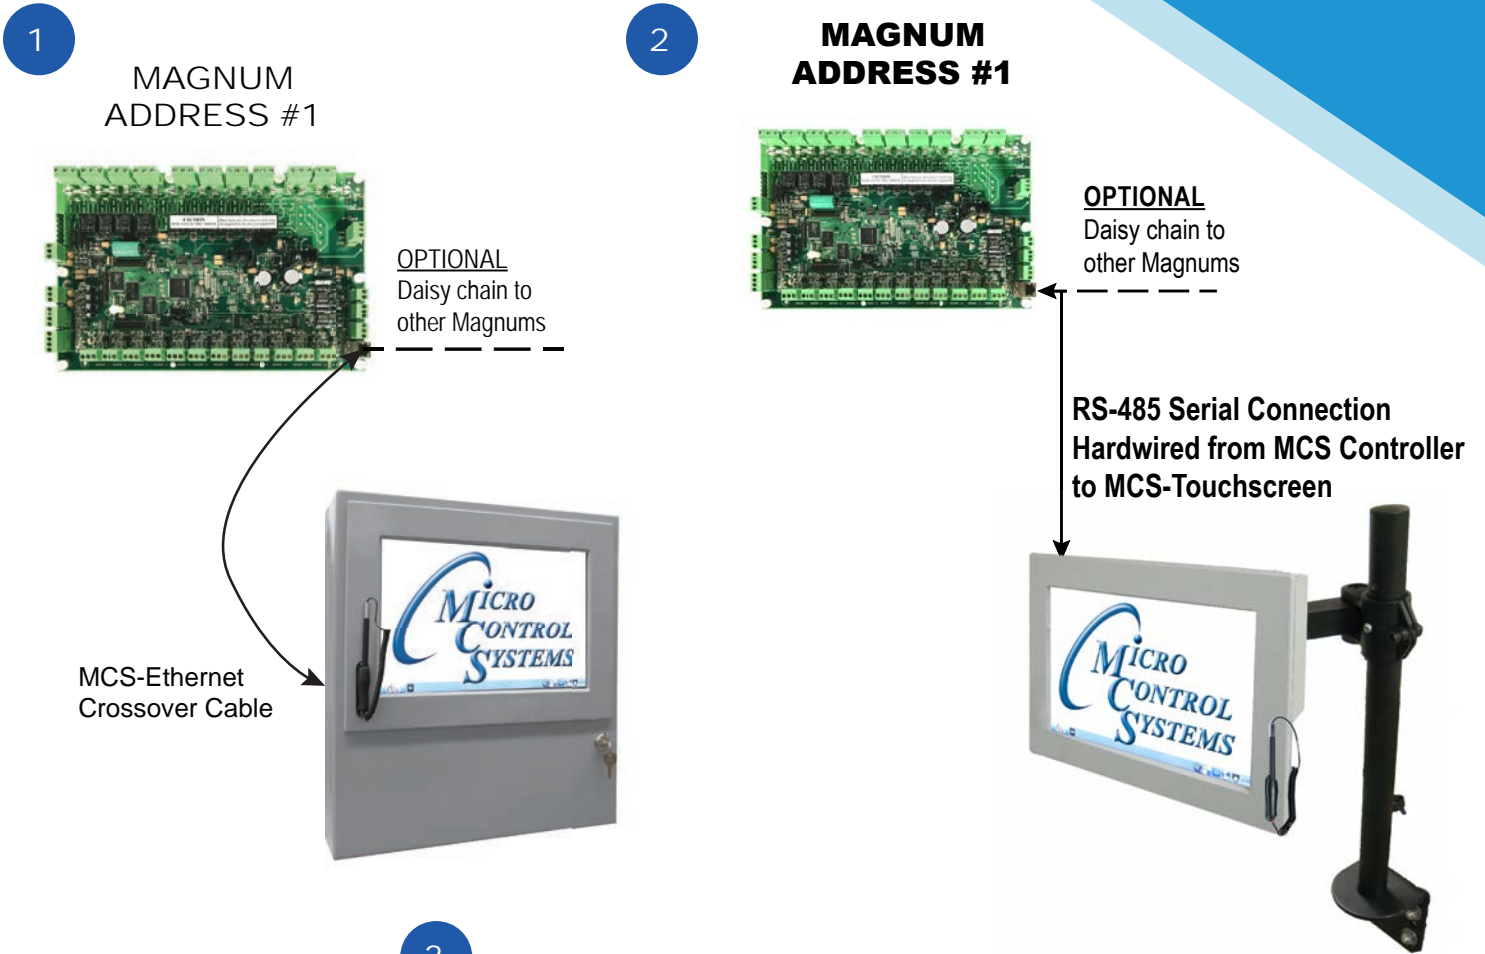 1
MAGNUM
ADDRESS #1
OPTIONAL
Daisy chain to
other Magnums
MCS-Ethernet
Crossover Cable
MICRO
CONTROL
SYSTEMS
2
MAGNUM
ADDRESS #1
OPTIONAL
Daisy chain to
other Magnums
RS-485 Serial Connection
Hardwired from MCS Controller
to MCS-Touchscreen
MICRO
CONTROL
SYSTEMS
CAUTION